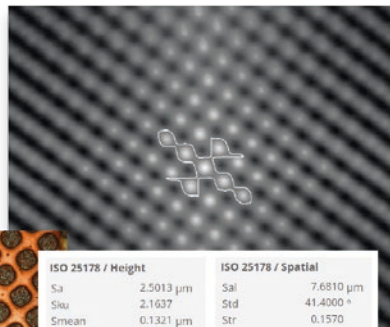 ISO 25178 / Height
Sa 2.5013 µm
Sku 2.1637
Smean 0.1321 µm
ISO 25178 / Spatial
Sal 7.6810 µm
Std 41.4000 °
Str 0.1570